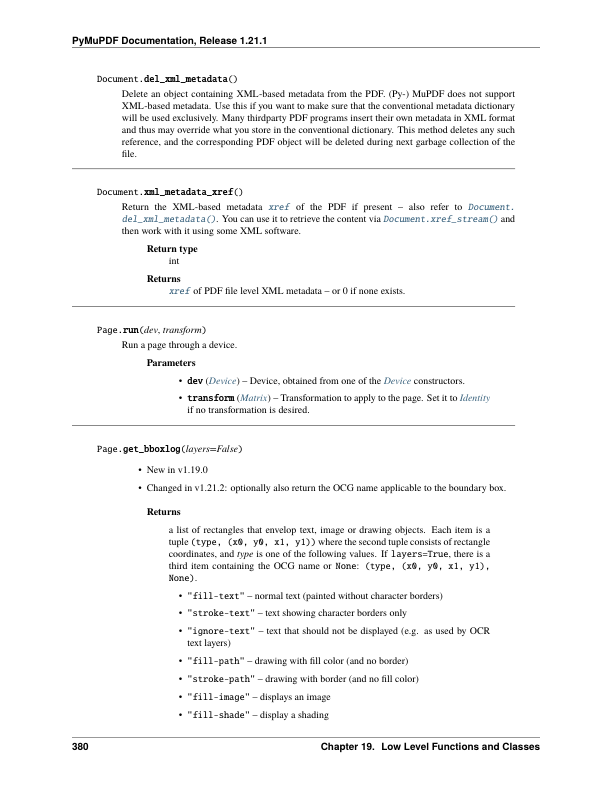 PyMuPDF Documentation, Release 1.21.1
Document.del_xml_metadata()
Delete an object containing XML-based metadata from the PDF. (Py-) MuPDF does not support
XML-based metadata. Use this if you want to make sure that the conventional metadata dictionary
will be used exclusively. Many thirdparty PDF programs insert their own metadata in XML format
and thus may override what you store in the conventional dictionary. This method deletes any such
reference, and the corresponding PDF object will be deleted during next garbage collection of the
file.
Document.xml_metadata_xref()
Return the XML-based metadata xref of the PDF if present – also refer to Document.
del_xml_metadata(). You can use it to retrieve the content via Document.xref_stream() and
then work with it using some XML software.
Return type
int
Returns
xref of PDF file level XML metadata – or 0 if none exists.
Page.run(dev, transform)
Run a page through a device.
Parameters
• dev (Device) – Device, obtained from one of the Device constructors.
• transform (Matrix) – Transformation to apply to the page. Set it to Identity
if no transformation is desired.
Page.get_bboxlog(layers=False)
• New in v1.19.0
• Changed in v1.21.2: optionally also return the OCG name applicable to the boundary box.
Returns
a list of rectangles that envelop text, image or drawing objects. Each item is a
tuple (type, (x0, y0, x1, y1)) where the second tuple consists of rectangle
coordinates, and type is one of the following values. If layers=True, there is a
third item containing the OCG name or None: (type, (x0, y0, x1, y1),
None).
• "fill-text" – normal text (painted without character borders)
• "stroke-text" – text showing character borders only
• "ignore-text" – text that should not be displayed (e.g. as used by OCR
text layers)
• "fill-path" – drawing with fill color (and no border)
• "stroke-path" – drawing with border (and no fill color)
• "fill-image" – displays an image
• "fill-shade" – display a shading
380 Chapter 19. Low Level Functions and Classes